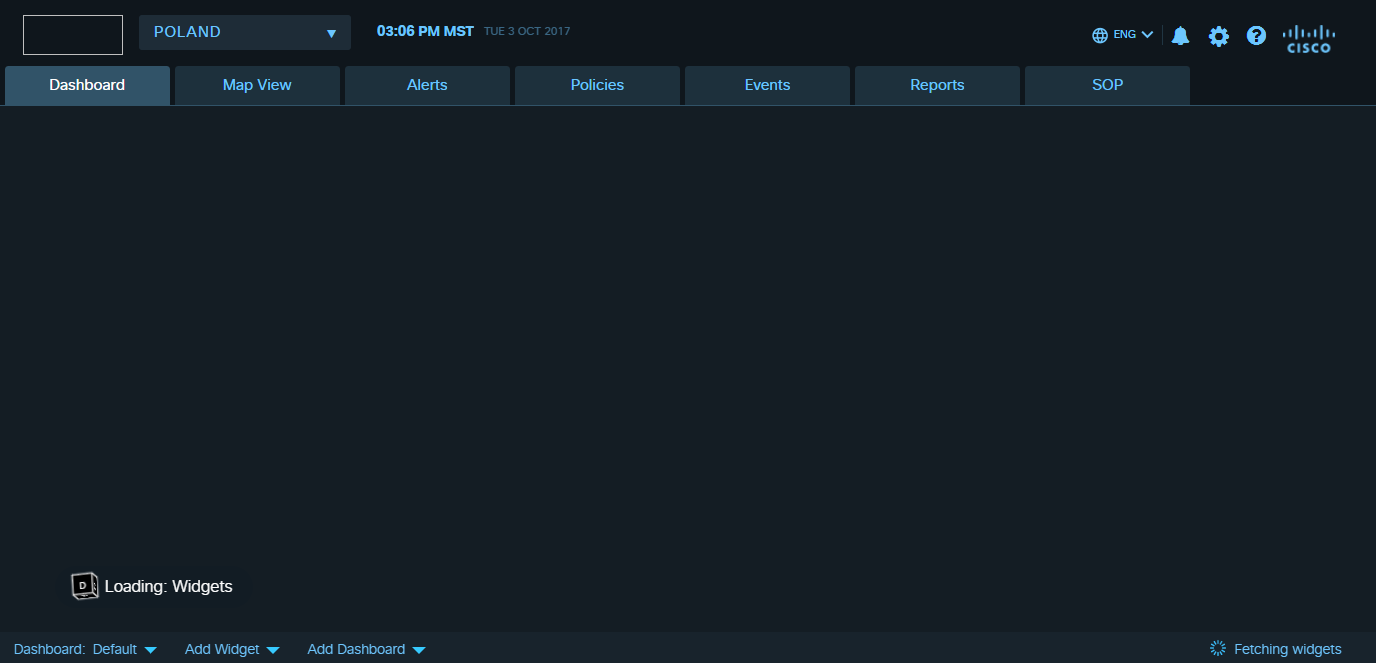 POLAND
03:06 PM MST TUE 3 OCT 2017
ENG
CISCO
Dashboard Map View Alerts Policies Events Reports SOP
D
Loading: Widgets
Dashboard: Default Add Widget Add Dashboard Fetching widgets